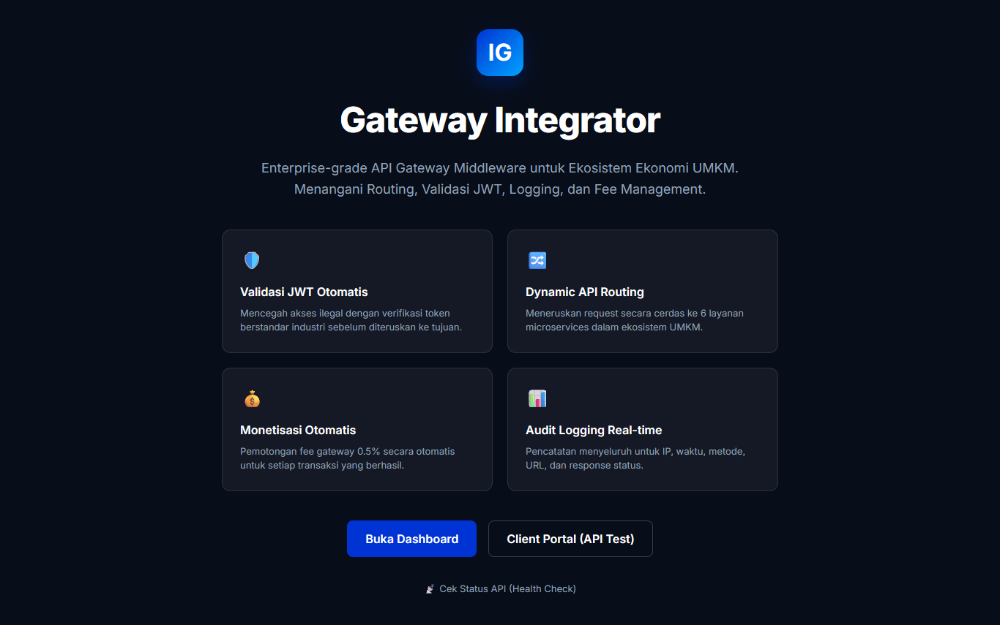 IG
Gateway Integrator
Enterprise-grade API Gateway Middleware untuk Ekosistem Ekonomi UMKM.
Menangani Routing, Validasi JWT, Logging, dan Fee Management.
Validasi JWT Otomatis
Mencegah akses ilegal dengan verifikasi token
berstandar industri sebelum diteruskan ke tujuan.
Dynamic API Routing
Meneruskan request secara cerdas ke 6 layanan
microservices dalam ekosistem UMKM.
Monetisasi Otomatis
Pemotongan fee gateway 0.5% secara otomatis
untuk setiap transaksi yang berhasil.
Audit Logging Real-time
Pencatatan menyeluruh untuk IP, waktu, metode,
URL, dan response status.
Buka Dashboard
Client Portal (API Test)
Cek Status API (Health Check)